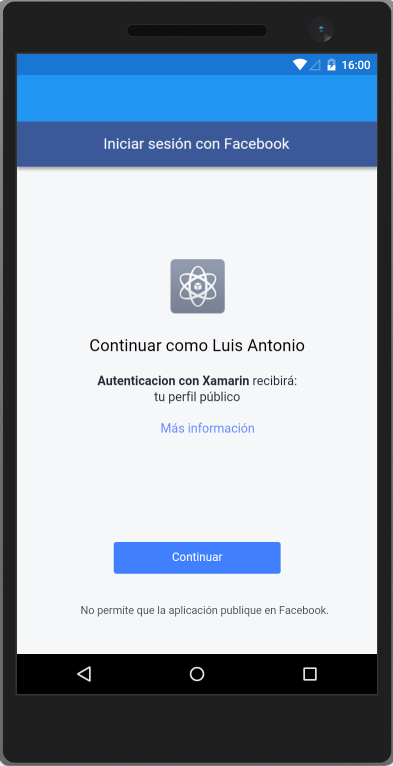 16:00
Iniciar sesión con Facebook
Continuar como Luis Antonio
Autenticacion con Xamarin recibirá:
tu perfil público
Más información
Continuar
No permite que la aplicación publique en Facebook.